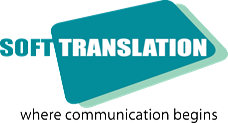 SOFT TRANSLATION
where communication begins